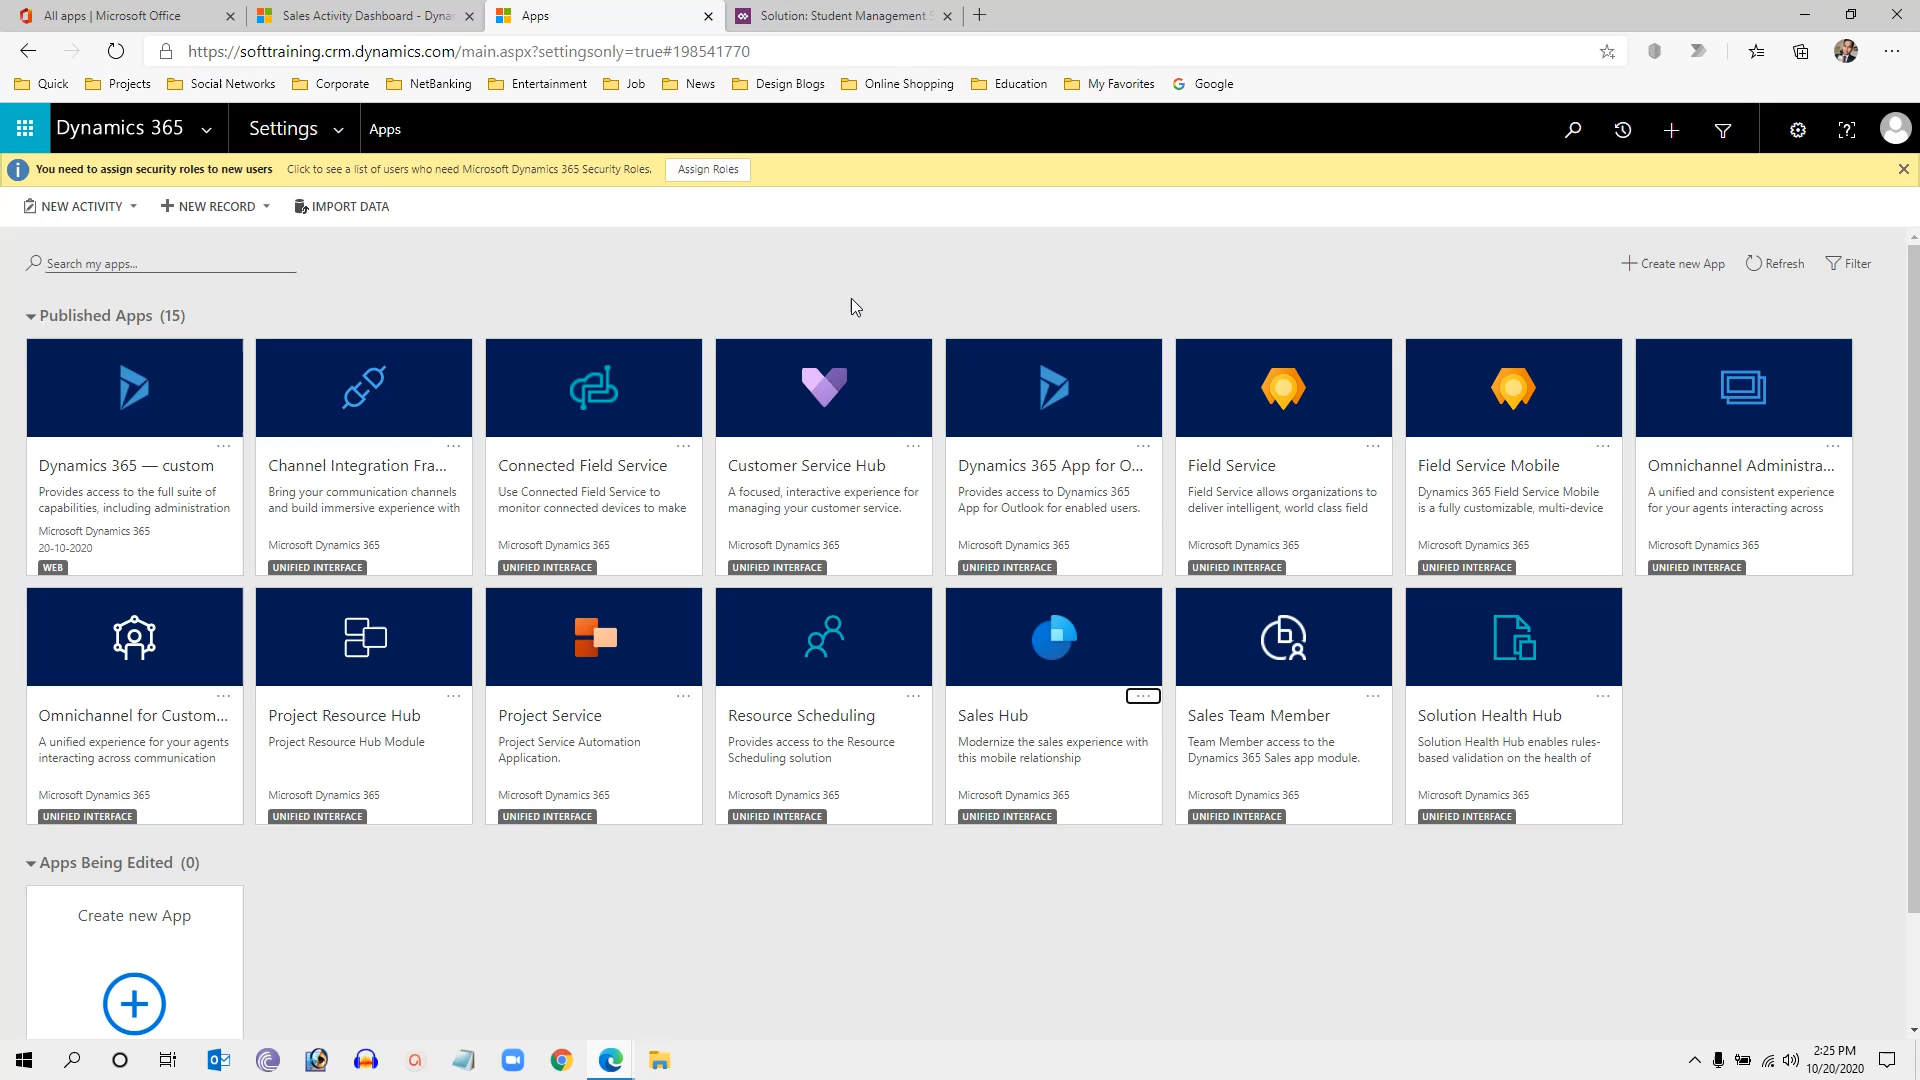 All apps | Microsoft Office
Sales Activity Dashboard - Dyna
Apps
Solution: Student Management S
https://softtraining.crm.dynamics.com/main.aspx?settingsonly=true#198541770
Quick
Projects
Social Networks
Corporate
NetBanking
Entertainment
Job
News
Design Blogs
Online Shopping
Education
My Favorites
Google
Dynamics 365
Settings
Apps
You need to assign security roles to new users
Click to see a list of users who need Microsoft Dynamics 365 Security Roles.
Assign Roles
NEW ACTIVITY
NEW RECORD
IMPORT DATA
Search my apps...
Create new App
Refresh
Filter
Published Apps (15)
Dynamics 365 — custom
Provides access to the full suite of
capabilities, including administration
Microsoft Dynamics 365
20-10-2020
WEB
Channel Integration Fra...
Bring your communication channels
and build immersive experience with
Microsoft Dynamics 365
UNIFIED INTERFACE
Connected Field Service
Use Connected Field Service to
monitor connected devices to make
Microsoft Dynamics 365
UNIFIED INTERFACE
Customer Service Hub
A focused, interactive experience for
managing your customer service.
Microsoft Dynamics 365
UNIFIED INTERFACE
Dynamics 365 App for O...
Provides access to Dynamics 365
App for Outlook for enabled users.
Microsoft Dynamics 365
UNIFIED INTERFACE
Field Service
Field Service allows organizations to
deliver intelligent, world class field
Microsoft Dynamics 365
UNIFIED INTERFACE
Field Service Mobile
Dynamics 365 Field Service Mobile
is a fully customizable, multi-device
Microsoft Dynamics 365
UNIFIED INTERFACE
Omnichannel Administra...
A unified and consistent experience
for your agents interacting across
Microsoft Dynamics 365
UNIFIED INTERFACE
Omnichannel for Custom...
A unified experience for your agents
interacting across communication
Microsoft Dynamics 365
UNIFIED INTERFACE
Project Resource Hub
Project Resource Hub Module
Microsoft Dynamics 365
UNIFIED INTERFACE
Project Service
Project Service Automation
Application.
Microsoft Dynamics 365
UNIFIED INTERFACE
Resource Scheduling
Provides access to the Resource
Scheduling solution
Microsoft Dynamics 365
UNIFIED INTERFACE
Sales Hub
Modernize the sales experience with
this mobile relationship
Microsoft Dynamics 365
UNIFIED INTERFACE
Sales Team Member
Team Member access to the
Dynamics 365 Sales app module.
Microsoft Dynamics 365
UNIFIED INTERFACE
Solution Health Hub
Solution Health Hub enables rules-
based validation on the health of
Microsoft Dynamics 365
UNIFIED INTERFACE
Apps Being Edited (0)
Create new App
2:25 PM
10/20/2020